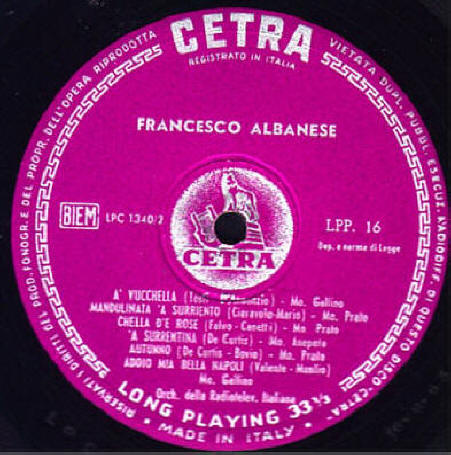 CETRA
REGISTRATO IN ITALIA
RISERVATI I DIRITTI DEL PROD. FONOGR. E DEL PROPR. DELL'OPERA RIPRODOTTA
VIETATA DUPL. PUBBL. ESECUZ. RADIODIFF. DI QUESTO DISCO - CETRA -
FRANCESCO ALBANESE
BIEM
LPC 1340/2
LPP. 16
Dep. a norma di Legge
CETRA
A' VUCCHELLA (Tosti - - Mo. Gallino
MANDULINATA 'A SURRIENTO (Ciaravolo-Mario) - Mo. Prato
CHELLA D'E ROSE (Falvo - - Mo Prato
'A SURRENTINA (De Curtis) - Mo.
AUTUNNO (De Curtis - Bovio) - Mo. Prato
ADDIO MIA BELLA NAPOLI (Valente - Manlio)
Mo. Gallino
Orch. della Radiotelev. Italiana
LONG PLAYING 33⅓
• MADE IN ITALY •